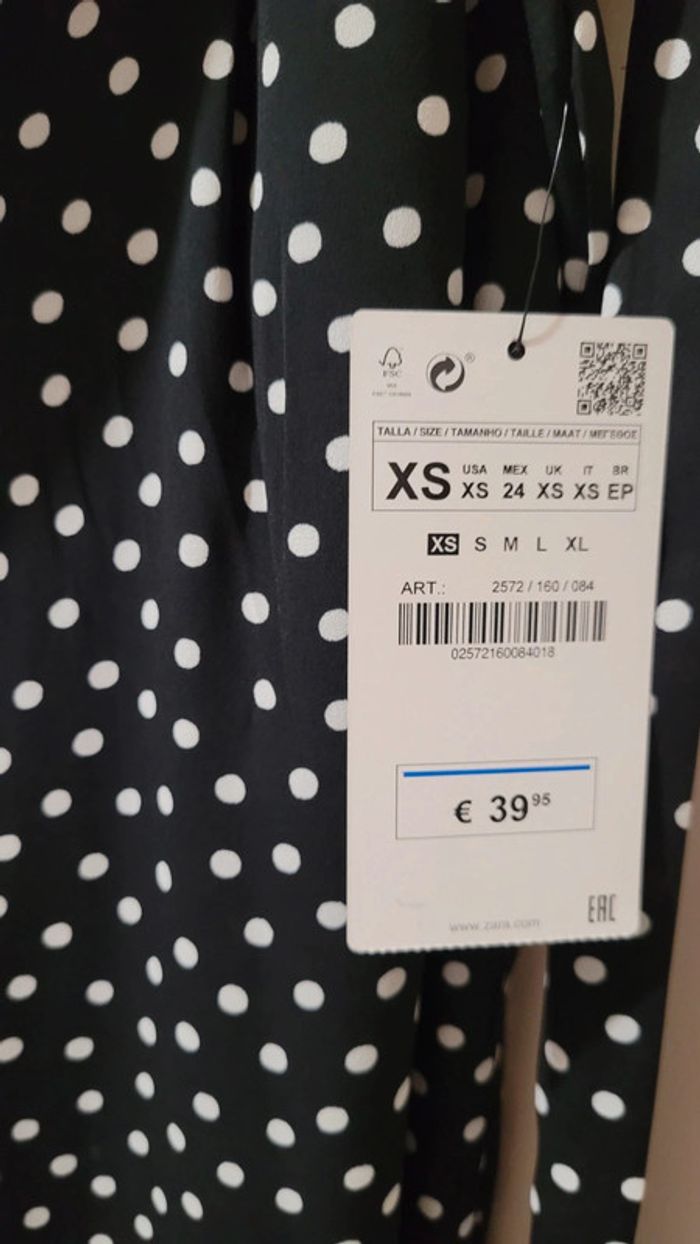 FSC
®
TALLA / SIZE / TAMANHO / TAILLE / MAAT / ΜΕΓΕΘΟΣ
XS
USA MEX UK IT BR
XS 24 XS XS EP
XS S M L XL
ART.: 2572 / 160 / 084
02572160084018
€ 39 95
EAC
www.zara.com